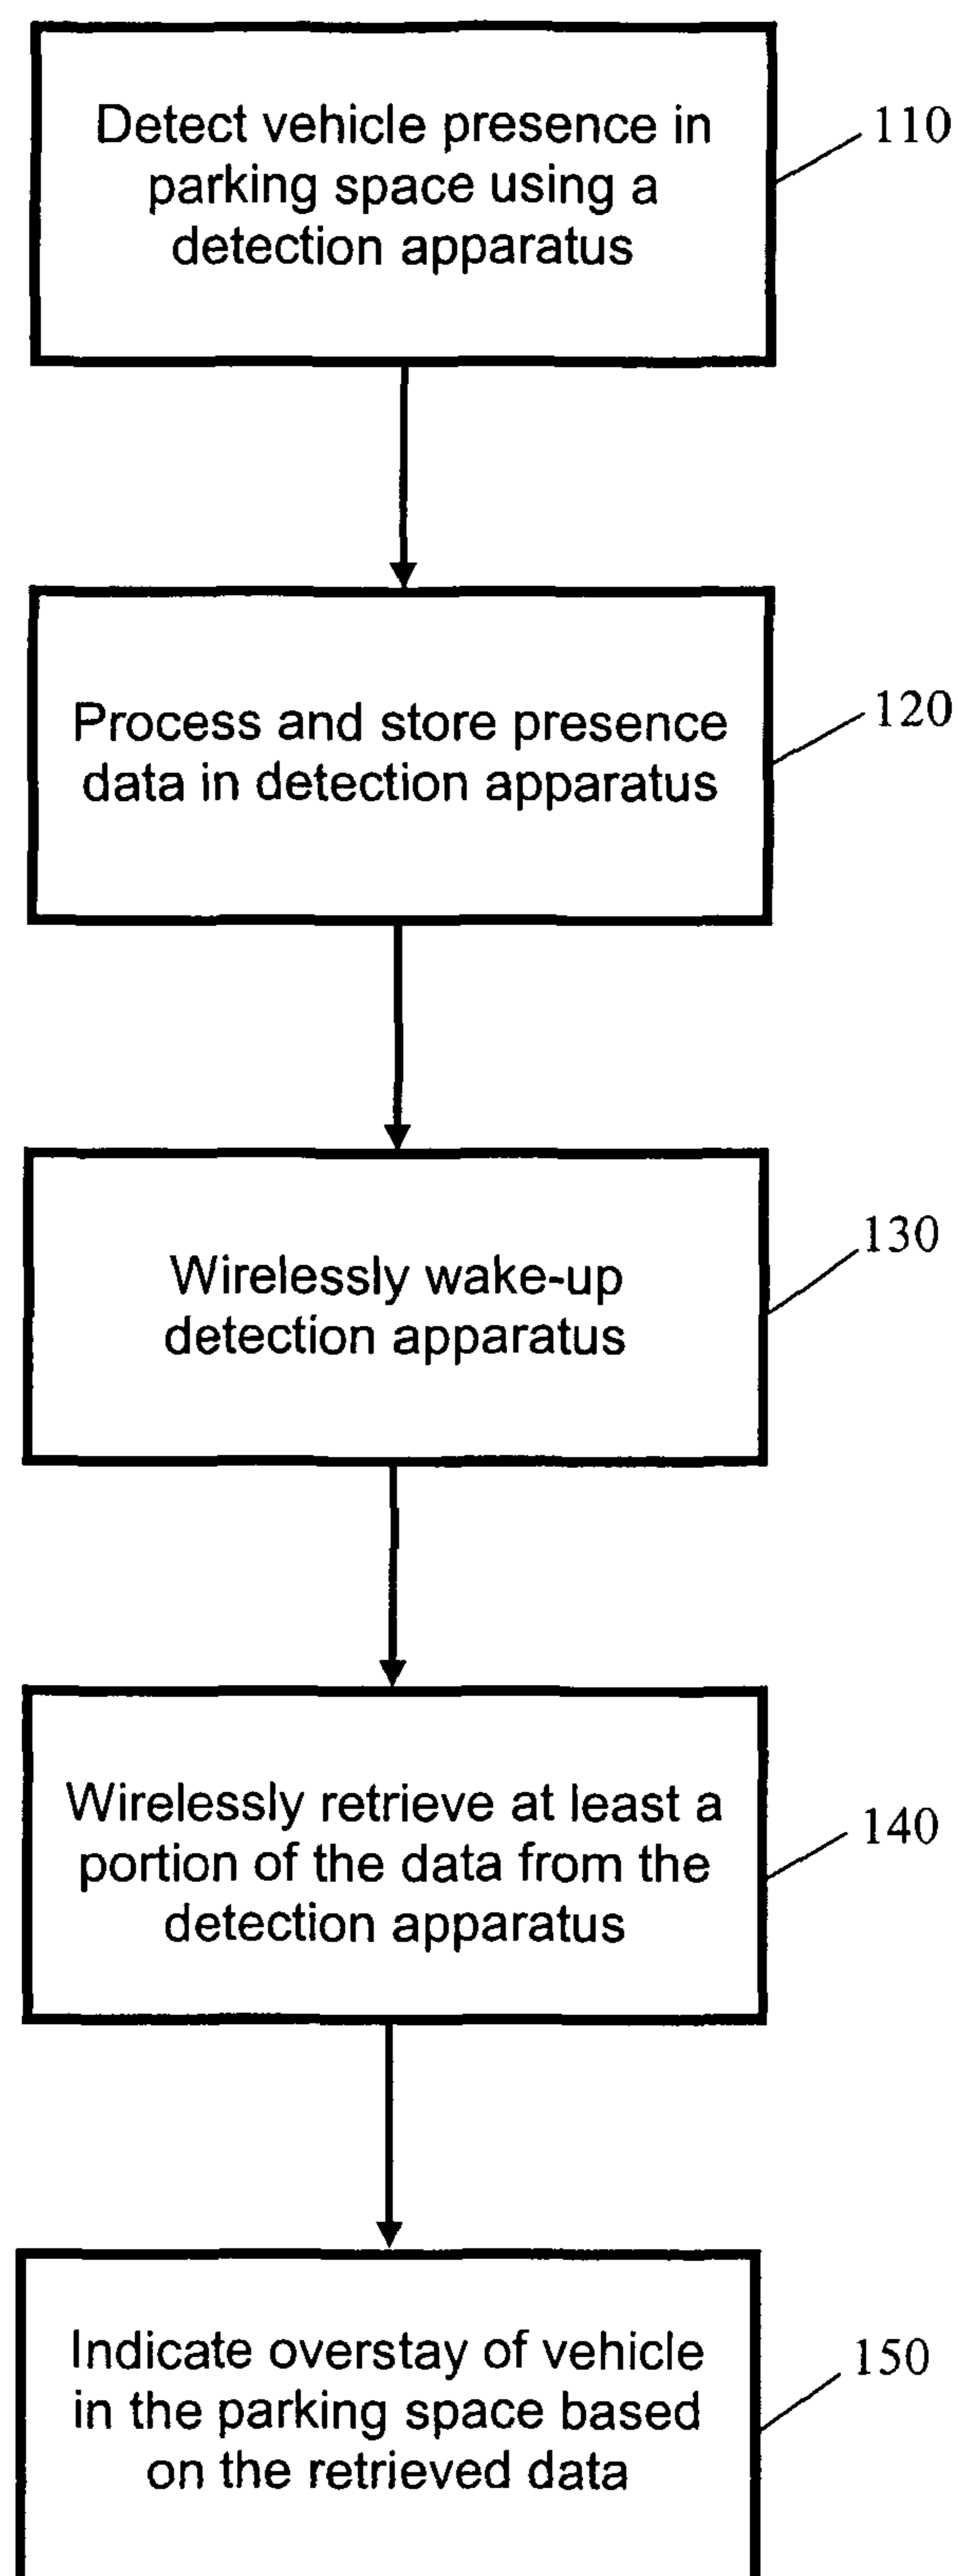 Detect vehicle presence in
parking space using a
detection apparatus
110
Process and store presence
data in detection apparatus
120
Wirelessly wake-up
detection apparatus
130
Wirelessly retrieve at least a
portion of the data from the
detection apparatus
140
Indicate overstay of vehicle
in the parking space based
on the retrieved data
150